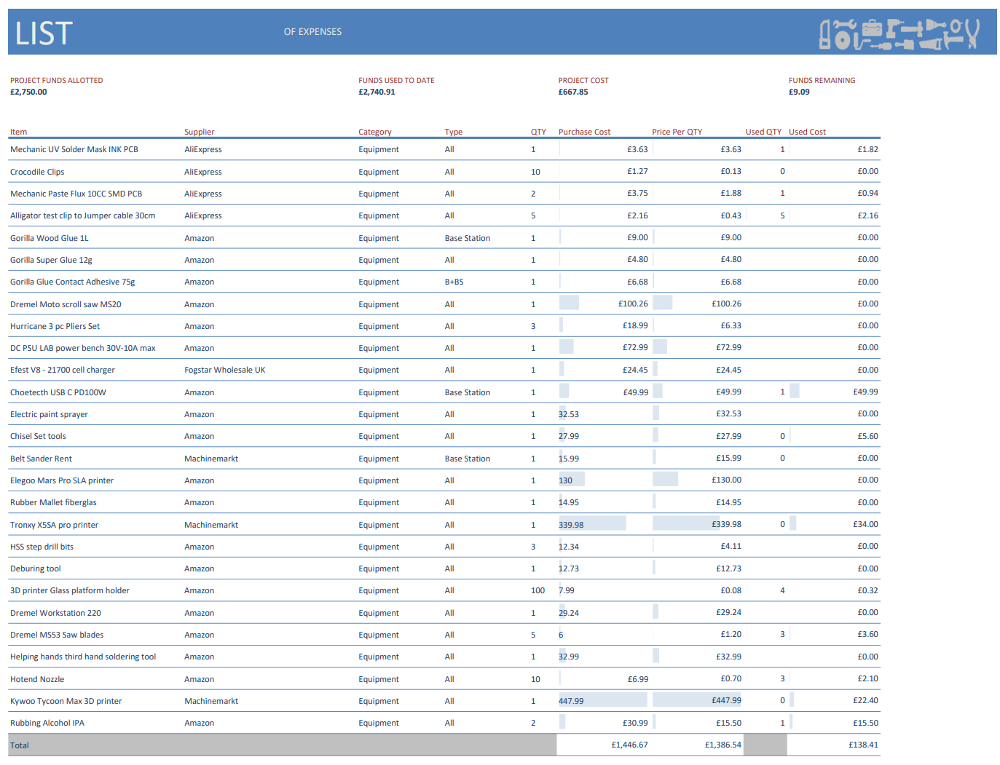 LIST OF EXPENSES
PROJECT FUNDS ALLOTTED FUNDS USED TO DATE PROJECT COST FUNDS REMAINING
£2,750.00 £2,740.91 £667.85 £9.09
Item Supplier Category Type QTY Purchase Cost Price Per QTY Used QTY Used Cost
Mechanic UV Solder Mask INK PCB AliExpress Equipment All 1 £3.63 £3.63 1 £1.82
Crocodile Clips AliExpress Equipment All 10 £1.27 £0.13 0 £0.00
Mechanic Paste Flux 10CC SMD PCB AliExpress Equipment All 2 £3.75 £1.88 1 £0.94
Alligator test clip to Jumper cable 30cm AliExpress Equipment All 5 £2.16 £0.43 5 £2.16
Gorilla Wood Glue 1L Amazon Equipment Base Station 1 £9.00 £9.00 £0.00
Gorilla Super Glue 12g Amazon Equipment All 1 £4.80 £4.80 £0.00
Gorilla Glue Contact Adhesive 75g Amazon Equipment B+BS 1 £6.68 £6.68 £0.00
Dremel Moto scroll saw MS20 Amazon Equipment All 1 £100.26 £100.26 £0.00
Hurricane 3 pc Pliers Set Amazon Equipment All 3 £18.99 £6.33 £0.00
DC PSU LAB power bench 30V-10A max Amazon Equipment All 1 £72.99 £72.99 £0.00
Efest V8 - 21700 cell charger Fogstar Wholesale UK Equipment All 1 £24.45 £24.45 £0.00
Choetecth USB C PD100W Amazon Equipment Base Station 1 £49.99 £49.99 1 £49.99
Electric paint sprayer Amazon Equipment All 1 32.53 £32.53 £0.00
Chisel Set tools Amazon Equipment All 1 27.99 £27.99 0 £5.60
Belt Sander Rent Machinemarkt Equipment Base Station 1 15.99 £15.99 0 £0.00
Elegoo Mars Pro SLA printer Amazon Equipment All 1 130 £130.00 £0.00
Rubber Mallet fiberglas Amazon Equipment All 1 14.95 £14.95 £0.00
Tronxy X5SA pro printer Machinemarkt Equipment All 1 339.98 £339.98 0 £34.00
HSS step drill bits Amazon Equipment All 3 12.34 £4.11 £0.00
Deburing tool Amazon Equipment All 1 12.73 £12.73 £0.00
3D printer Glass platform holder Amazon Equipment All 100 7.99 £0.08 4 £0.32
Dremel Workstation 220 Amazon Equipment All 1 29.24 £29.24 £0.00
Dremel MS53 Saw blades Amazon Equipment All 5 6 £1.20 3 £3.60
Helping hands third hand soldering tool Amazon Equipment All 1 32.99 £32.99 £0.00
Hotend Nozzle Amazon Equipment All 10 £6.99 £0.70 3 £2.10
Kywoo Tycoon Max 3D printer Machinemarkt Equipment All 1 447.99 £447.99 0 £22.40
Rubbing Alcohol IPA Amazon Equipment All 2 £30.99 £15.50 1 £15.50
Total £1,446.67 £1,386.54 £138.41